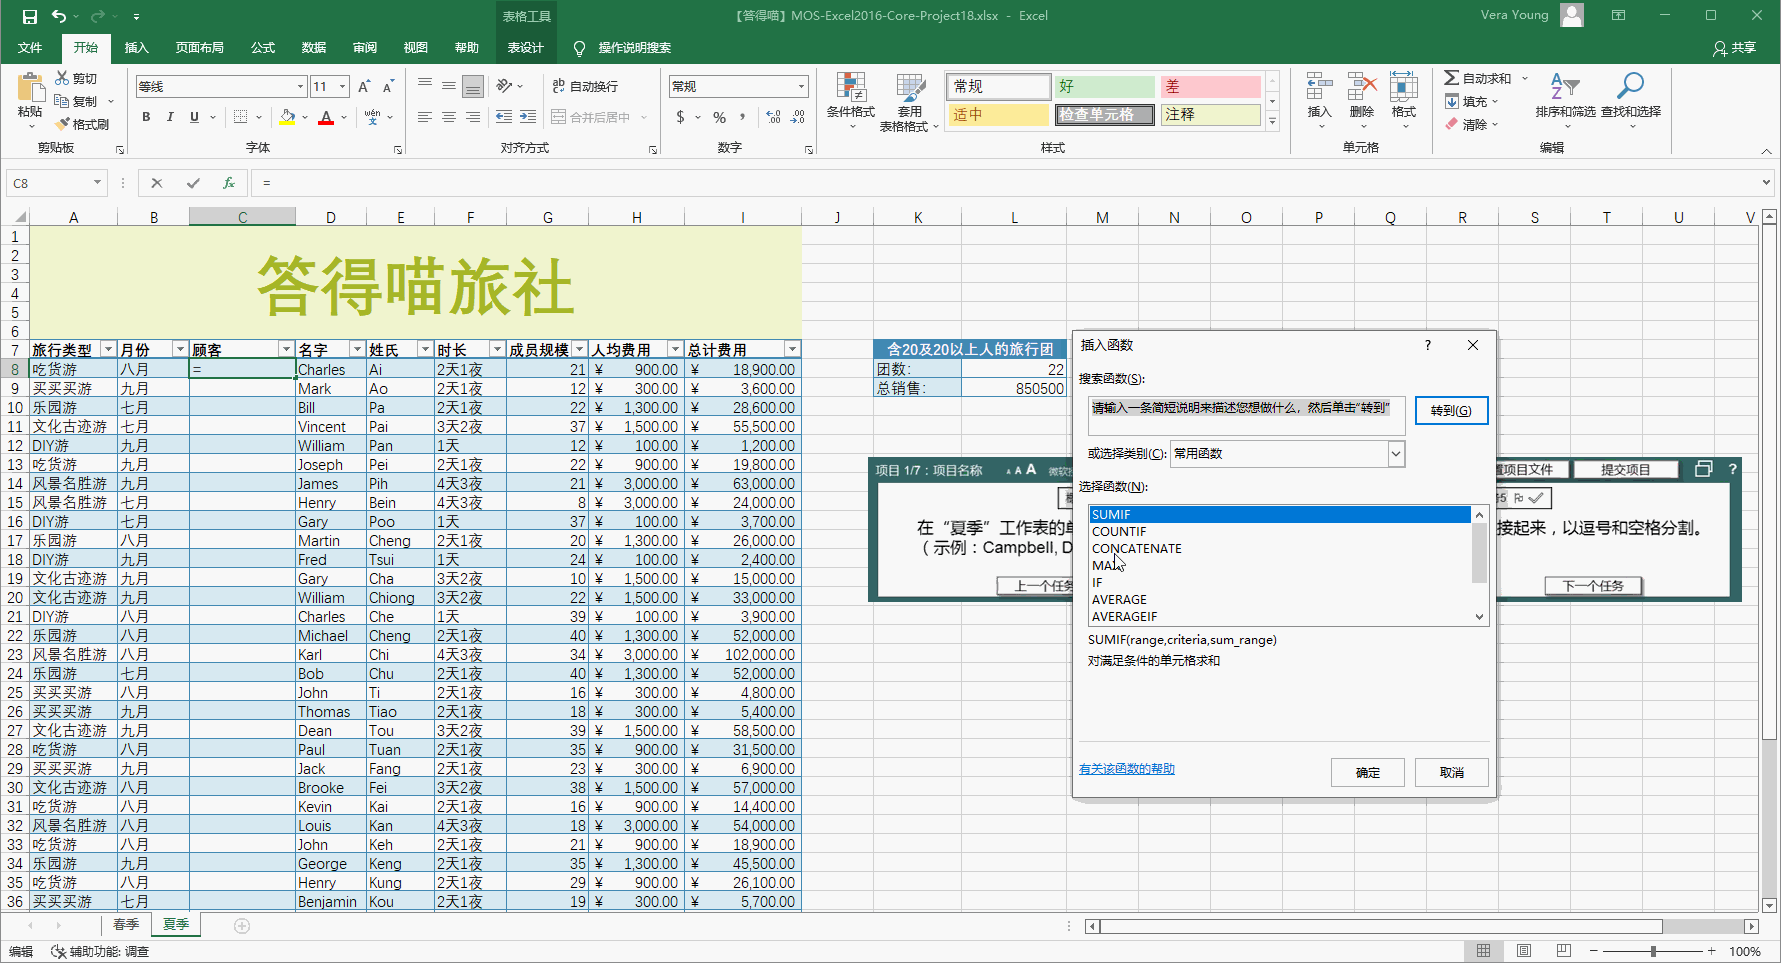 【答得喵】MOS-Excel2016-Core-Project18.xlsx - Excel
表格工具
Vera Young
文件 开始 插入 页面布局 公式 数据 审阅 视图 帮助 表设计 操作说明搜索 共享
粘贴 剪切 复制 格式刷 剪贴板
等线 11 B I U 字体
自动换行 合并后居中 对齐方式
常规 $ % 数字
条件格式 套用表格格式 常规 好 差 适中 检查单元格 注释 样式
插入 删除 格式 单元格
自动求和 填充 清除 排序和筛选 查找和选择 编辑
C8 fx =
A B C D E F G H I J K L M N O P Q R S T U V
1
2
3
4
5
6
答得喵旅社
7 旅行类型 月份 顾客 名字 姓氏 时长 成员规模 人均费用 总计费用
8 吃货游 八月 = Charles Ai 2天1夜 21 ¥ 900.00 ¥ 18,900.00
9 买买买游 九月 Mark Ao 2天1夜 12 ¥ 300.00 ¥ 3,600.00
10 乐园游 七月 Bill Pa 2天1夜 22 ¥ 1,300.00 ¥ 28,600.00
11 文化古迹游 七月 Vincent Pai 3天2夜 37 ¥ 1,500.00 ¥ 55,500.00
12 DIY游 九月 William Pan 1天 12 ¥ 100.00 ¥ 1,200.00
13 吃货游 九月 Joseph Pei 2天1夜 22 ¥ 900.00 ¥ 19,800.00
14 风景名胜游 九月 James Pih 4天3夜 21 ¥ 3,000.00 ¥ 63,000.00
15 风景名胜游 七月 Henry Bein 4天3夜 8 ¥ 3,000.00 ¥ 24,000.00
16 DIY游 七月 Gary Poo 1天 37 ¥ 100.00 ¥ 3,700.00
17 乐园游 八月 Martin Cheng 2天1夜 20 ¥ 1,300.00 ¥ 26,000.00
18 DIY游 九月 Fred Tsui 1天 24 ¥ 100.00 ¥ 2,400.00
19 文化古迹游 九月 Gary Cha 3天2夜 10 ¥ 1,500.00 ¥ 15,000.00
20 文化古迹游 九月 William Chiong 3天2夜 22 ¥ 1,500.00 ¥ 33,000.00
21 DIY游 八月 Charles Che 1天 39 ¥ 100.00 ¥ 3,900.00
22 乐园游 八月 Michael Cheng 2天1夜 40 ¥ 1,300.00 ¥ 52,000.00
23 风景名胜游 八月 Karl Chi 4天3夜 34 ¥ 3,000.00 ¥ 102,000.00
24 乐园游 七月 Bob Chu 2天1夜 40 ¥ 1,300.00 ¥ 52,000.00
25 买买买游 八月 John Ti 2天1夜 16 ¥ 300.00 ¥ 4,800.00
26 买买买游 九月 Thomas Tiao 2天1夜 18 ¥ 300.00 ¥ 5,400.00
27 文化古迹游 九月 Dean Tou 3天2夜 39 ¥ 1,500.00 ¥ 58,500.00
28 吃货游 八月 Paul Tuan 2天1夜 35 ¥ 900.00 ¥ 31,500.00
29 买买买游 九月 Jack Fang 2天1夜 23 ¥ 300.00 ¥ 6,900.00
30 文化古迹游 八月 Brooke Fei 3天2夜 38 ¥ 1,500.00 ¥ 57,000.00
31 吃货游 八月 Kevin Kai 2天1夜 16 ¥ 900.00 ¥ 14,400.00
32 风景名胜游 八月 Louis Kan 4天3夜 18 ¥ 3,000.00 ¥ 54,000.00
33 吃货游 八月 John Keh 2天1夜 21 ¥ 900.00 ¥ 18,900.00
34 乐园游 九月 George Keng 2天1夜 35 ¥ 1,300.00 ¥ 45,500.00
35 吃货游 八月 Henry Kung 2天1夜 29 ¥ 900.00 ¥ 26,100.00
36 买买买游 七月 Benjamin Kou 2天1夜 19 ¥ 300.00 ¥ 5,700.00
含20及20以上人的旅行团
团数: 22
总销售: 850500
项目 1/7：项目名称 A A A 微软
置项目文件 提交项目 ?
在“夏季”工作表的单 接起来，以逗号和空格分割。
（示例：Campbell, D
上一个任务 下一个任务
插入函数 ?
搜索函数(S):
请输入一条简短说明来描述您想做什么，然后单击“转到” 转到(G)
或选择类别(C): 常用函数
选择函数(N):
SUMIF
COUNTIF
CONCATENATE
MAX
IF
AVERAGE
AVERAGEIF
SUMIF(range,criteria,sum_range)
对满足条件的单元格求和
有关该函数的帮助 确定 取消
春季 夏季
编辑 辅助功能: 调查 100%